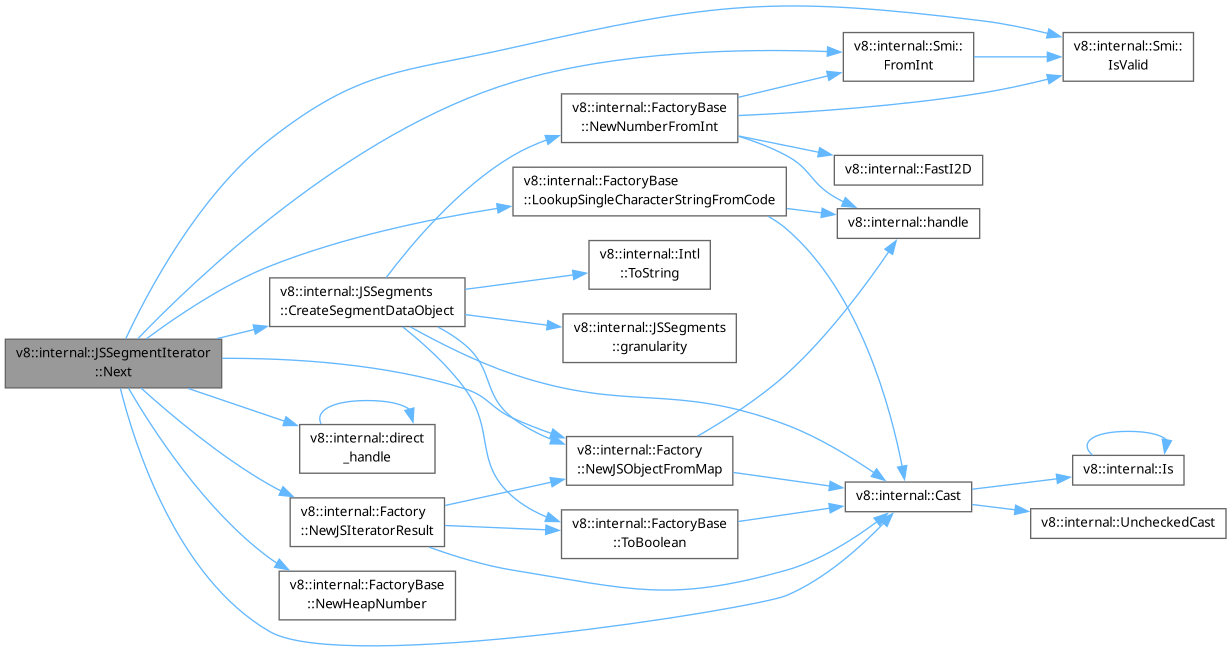 v8::internal::JSSegmentIterator
::Next
v8::internal::Smi::
IsValid
v8::internal::Smi::
FromInt
v8::internal::FactoryBase
::NewNumberFromInt
v8::internal::FastI2D
v8::internal::FactoryBase
::LookupSingleCharacterStringFromCode
v8::internal::handle
v8::internal::Intl
::ToString
v8::internal::JSSegments
::CreateSegmentDataObject
v8::internal::JSSegments
::granularity
v8::internal::direct
_handle
v8::internal::Factory
::NewJSObjectFromMap
v8::internal::Is
v8::internal::Cast
v8::internal::Factory
::NewJSIteratorResult
v8::internal::FactoryBase
::ToBoolean
v8::internal::UncheckedCast
v8::internal::FactoryBase
::NewHeapNumber